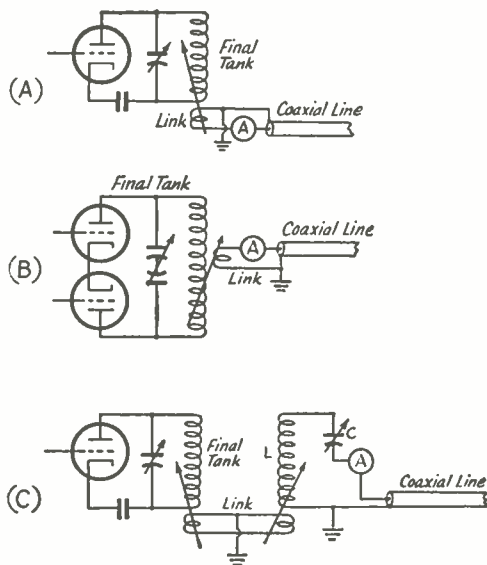 (A)
Final
Tank
Link
A
Coaxial Line
(B)
Final Tank
A
Coaxial Line
Link
(C)
Final
Tank
Link
L
C
A
Coaxial Line